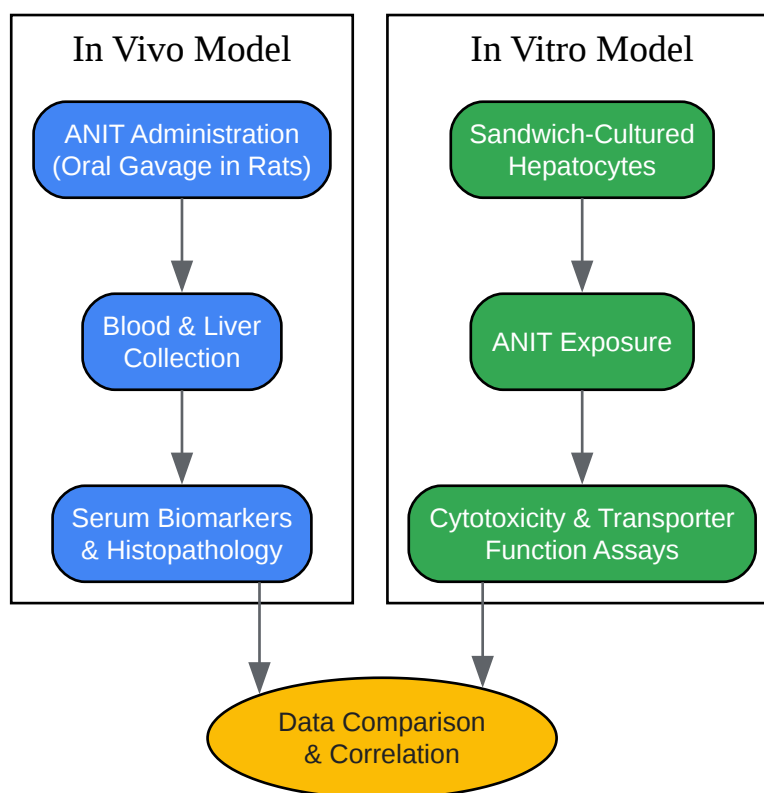 In Vivo Model
ANIT Administration
(Oral Gavage in Rats)
Blood & Liver
Collection
Serum Biomarkers
& Histopathology
In Vitro Model
Sandwich-Cultured
Hepatocytes
ANIT Exposure
Cytotoxicity & Transporter
Function Assays
Data Comparison
& Correlation